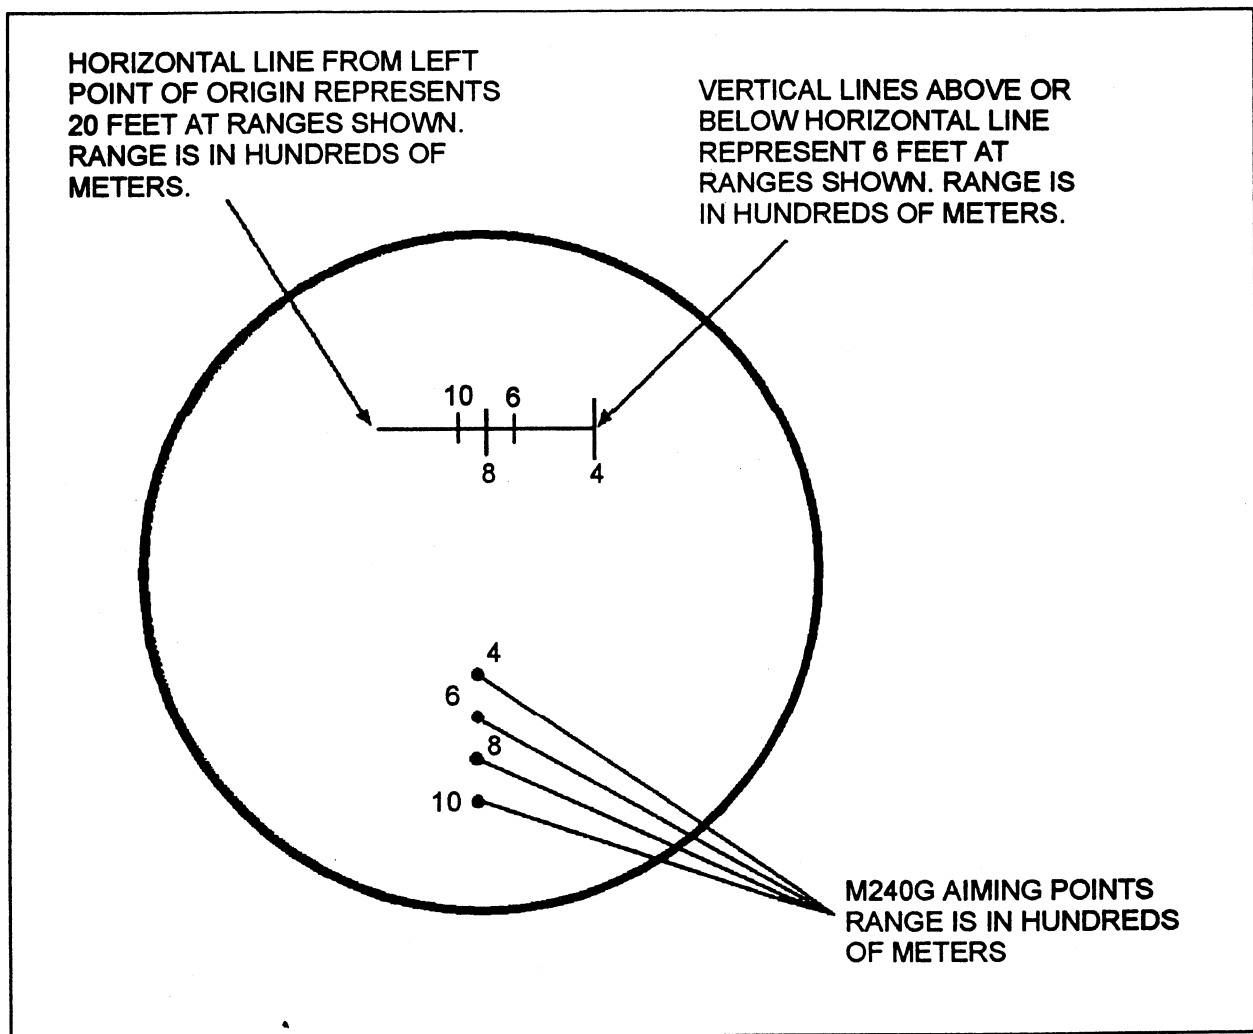 HORIZONTAL LINE FROM LEFT
POINT OF ORIGIN REPRESENTS
20 FEET AT RANGES SHOWN.
RANGE IS IN HUNDREDS OF
METERS.
VERTICAL LINES ABOVE OR
BELOW HORIZONTAL LINE
REPRESENT 6 FEET AT
RANGES SHOWN. RANGE IS
IN HUNDREDS OF METERS.
10 6
8 4
4
6
8
10
M240G AIMING POINTS
RANGE IS IN HUNDREDS
OF METERS